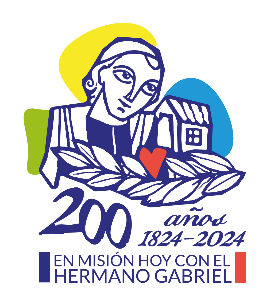 200 años
1824-2024
EN MISIÓN HOY CON EL
HERMANO GABRIEL